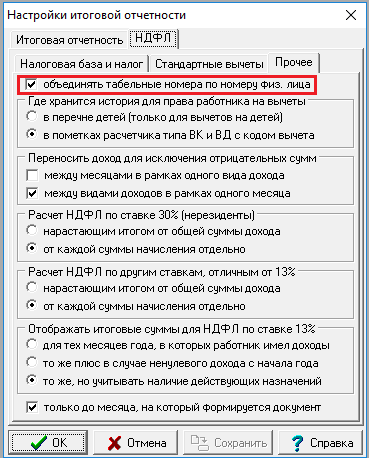 Настройки итоговой отчетности
Итоговая отчетность НДФЛ
Налоговая база и налог Стандартные вычеты Прочее
объединять табельные номера по номеру физ. лица
Где хранится история для права работника на вычеты
в перечне детей (только для вычетов на детей)
в пометках расчетчика типа ВК и ВД с кодом вычета
Переносить доход для исключения отрицательных сумм
между месяцами в рамках одного вида дохода
между видами доходов в рамках одного месяца
Расчет НДФЛ по ставке 30% (нерезиденты)
нарастающим итогом от общей суммы дохода
от каждой суммы начисления отдельно
Расчет НДФЛ по другим ставкам, отличным от 13%
нарастающим итогом от общей суммы дохода
от каждой суммы начисления отдельно
Отображать итоговые суммы для НДФЛ по ставке 13%
для тех месяцев года, в которых работник имел доходы
то же плюс в случае ненулевого дохода с начала года
то же, но учитывать наличие действующих назначений
только до месяца, на который формируется документ
OK Отмена Сохранить Справка